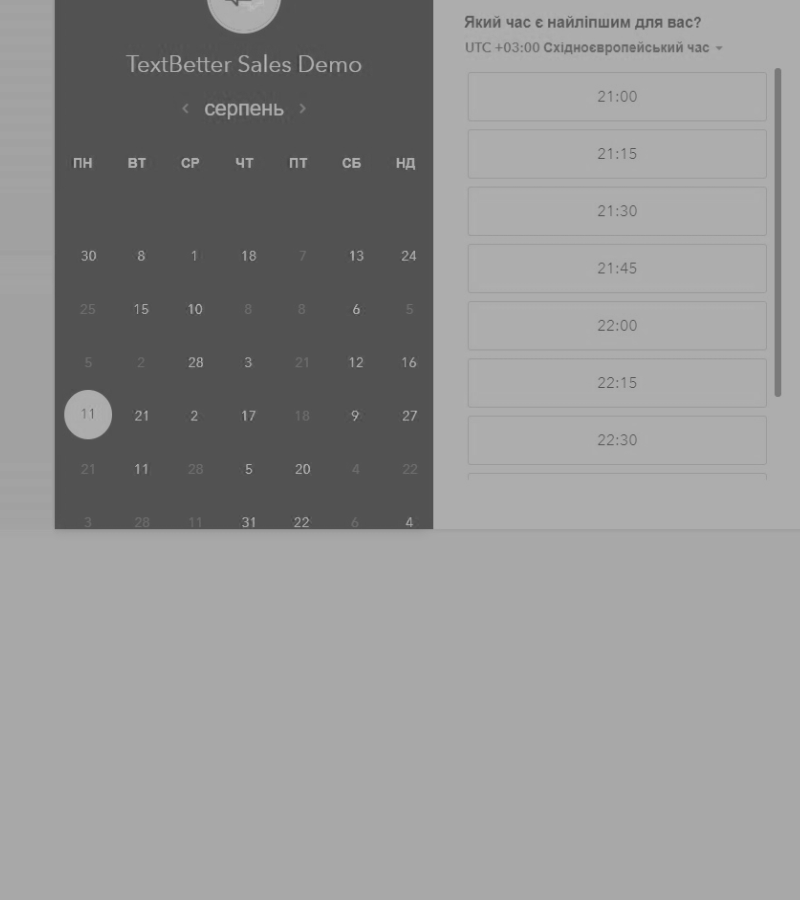 TextBetter Sales Demo
серпень
ПН ВТ СР ЧТ ПТ СБ НД
30 8 1 18 7 13 24
25 15 10 8 8 6 5
5 2 28 3 21 12 16
11 21 2 17 18 9 27
21 11 28 5 20 4 22
3 28 11 31 22 6 4
Який час є найліпшим для вас?
UTC +03:00 Східноєвропейський час
21:00
21:15
21:30
21:45
22:00
22:15
22:30